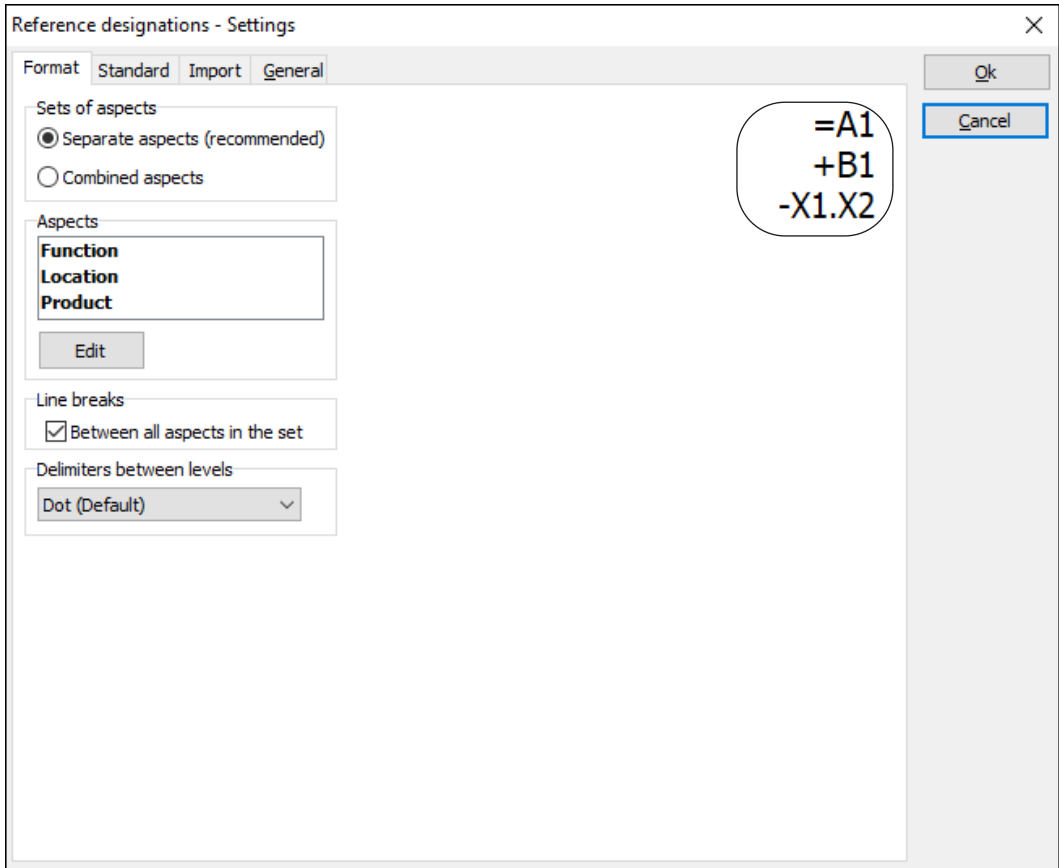 Reference designations - Settings
Format Standard Import General
Ok
Cancel
Sets of aspects
Separate aspects (recommended)
Combined aspects
=A1
+B1
-X1.X2
Aspects
Function
Location
Product
Edit
Line breaks
Between all aspects in the set
Delimiters between levels
Dot (Default)